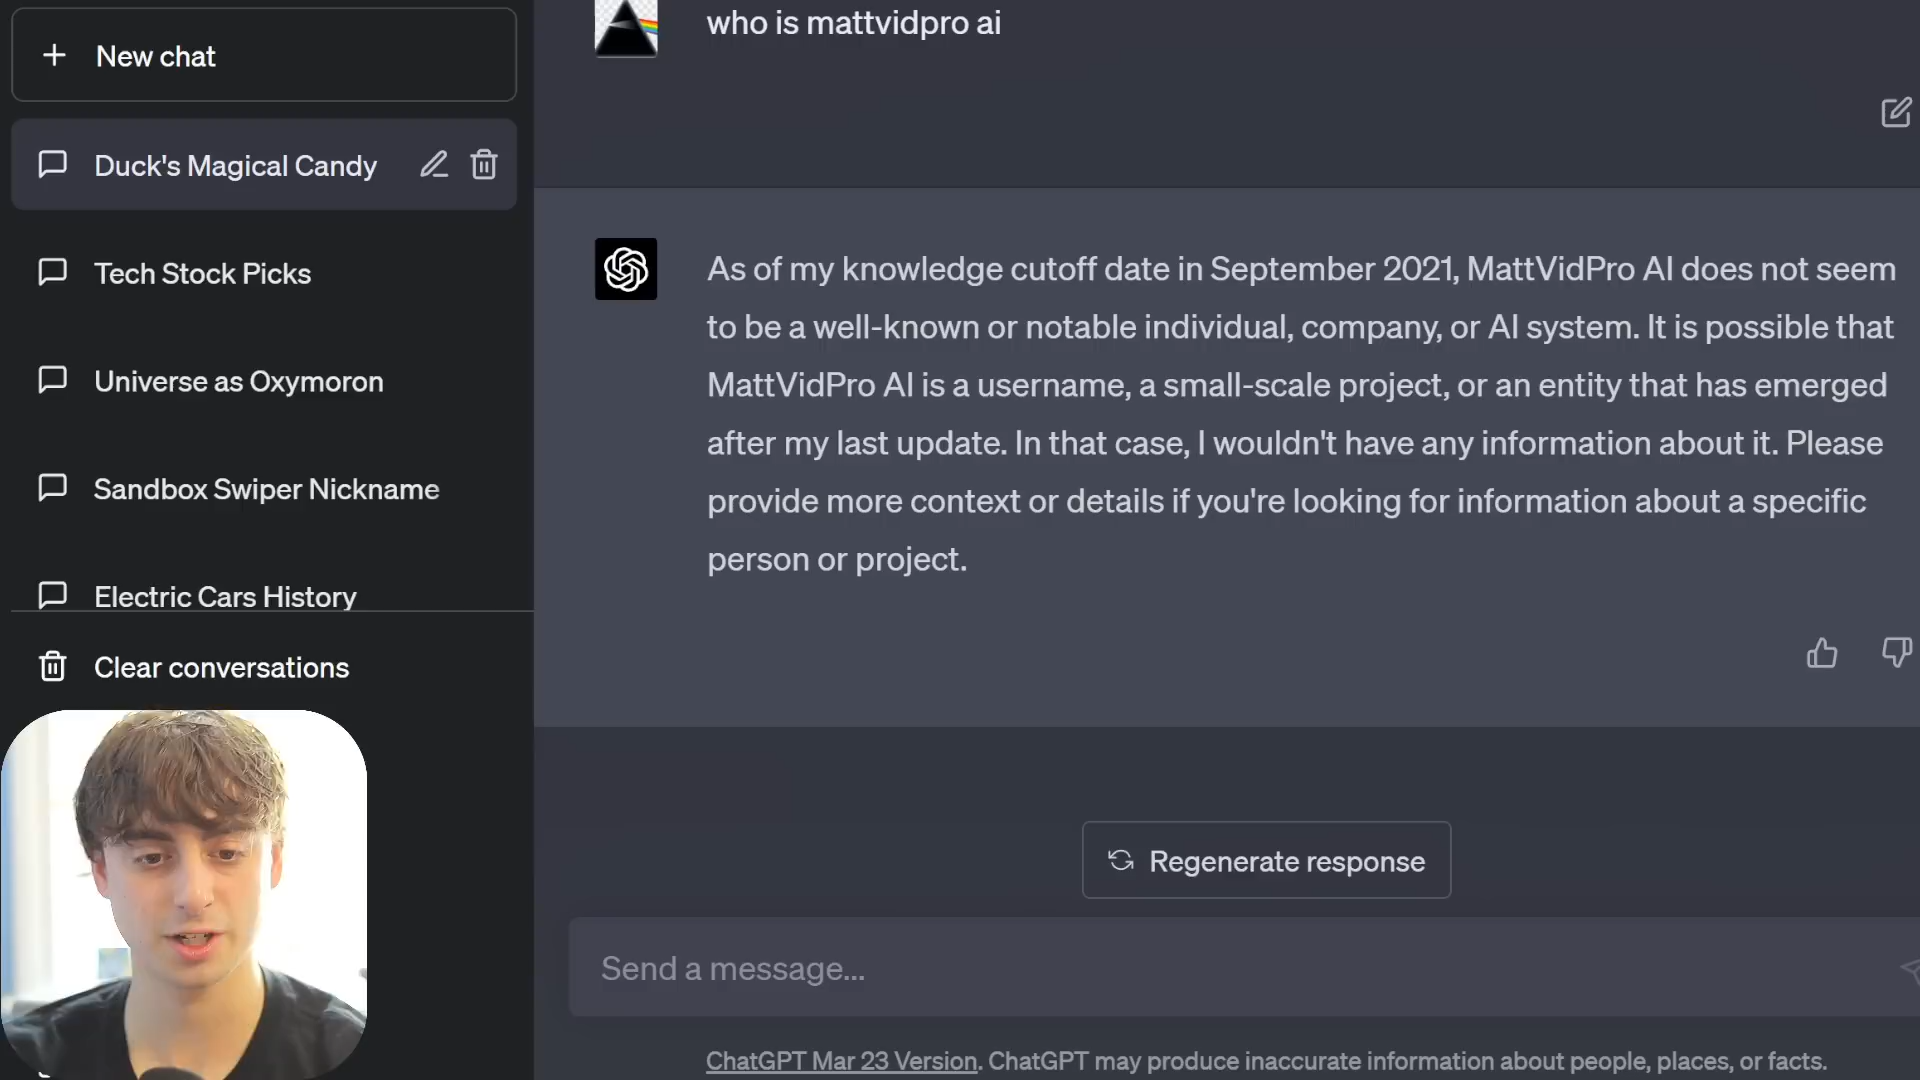 New chat
Duck's Magical Candy
Tech Stock Picks
Universe as Oxymoron
Sandbox Swiper Nickname
Electric Cars History
Clear conversations
who is mattvidpro ai
As of my knowledge cutoff date in September 2021, MattVidPro AI does not seem
to be a well-known or notable individual, company, or AI system. It is possible that
MattVidPro AI is a username, a small-scale project, or an entity that has emerged
after my last update. In that case, I wouldn't have any information about it. Please
provide more context or details if you're looking for information about a specific
person or project.
Regenerate response
Send a message...
ChatGPT Mar 23 Version. ChatGPT may produce inaccurate information about people, places, or facts.